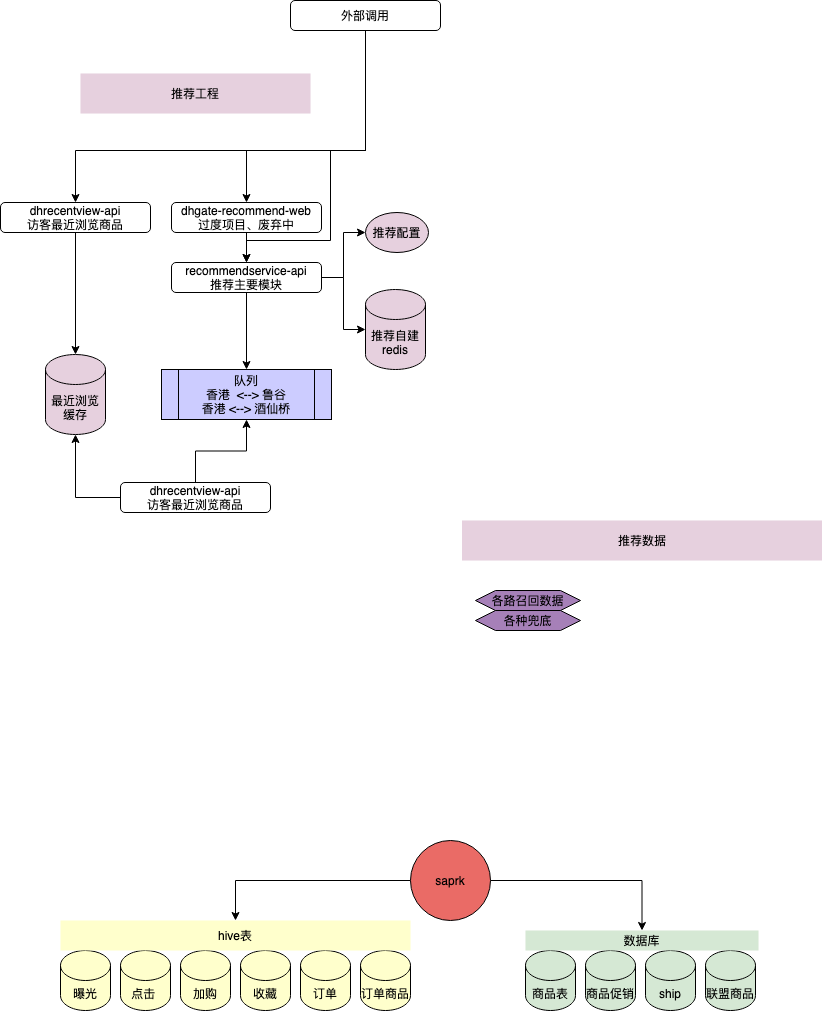 外部调用
推荐工程
dhrecentview-api
访客最近浏览商品
dhgate-recommend-web
过度项目、废弃中
推荐配置
recommendservice-api
推荐主要模块
推荐自建
redis
队列
香港 <--> 鲁谷
香港 <--> 酒仙桥
最近浏览
缓存
dhrecentview-api
访客最近浏览商品
推荐数据
各路召回数据
各种兜底
saprk
hive表
数据库
曝光
点击
加购
收藏
订单
订单商品
商品表
商品促销
ship
联盟商品